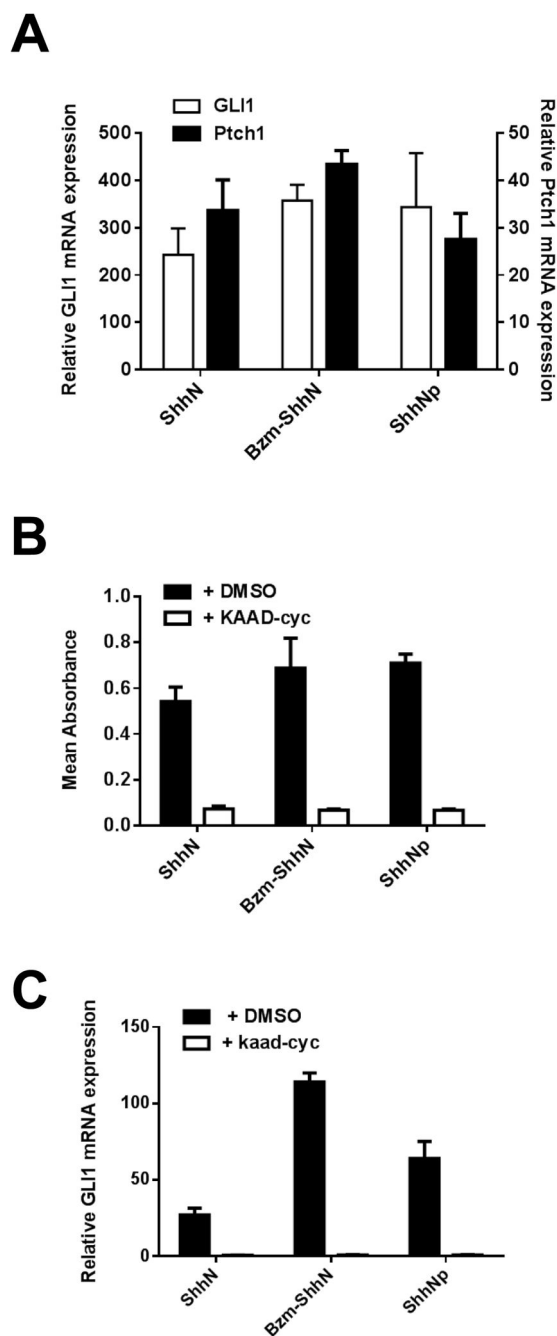 A
GLI1
Ptch1
Relative GLI1 mRNA expression
500
400
300
200
100
0
Relative Ptch1 mRNA expression
50
40
30
20
10
0
ShhN
Bzm-ShhN
ShhNp
B
+ DMSO
+ KAAD-cyc
Mean Absorbance
1.0
0.8
0.6
0.4
0.2
0.0
ShhN
Bzm-ShhN
ShhNp
C
+ DMSO
+ kaad-cyc
Relative GLI1 mRNA expression
150
100
50
0
ShhN
Bzm-ShhN
ShhNp